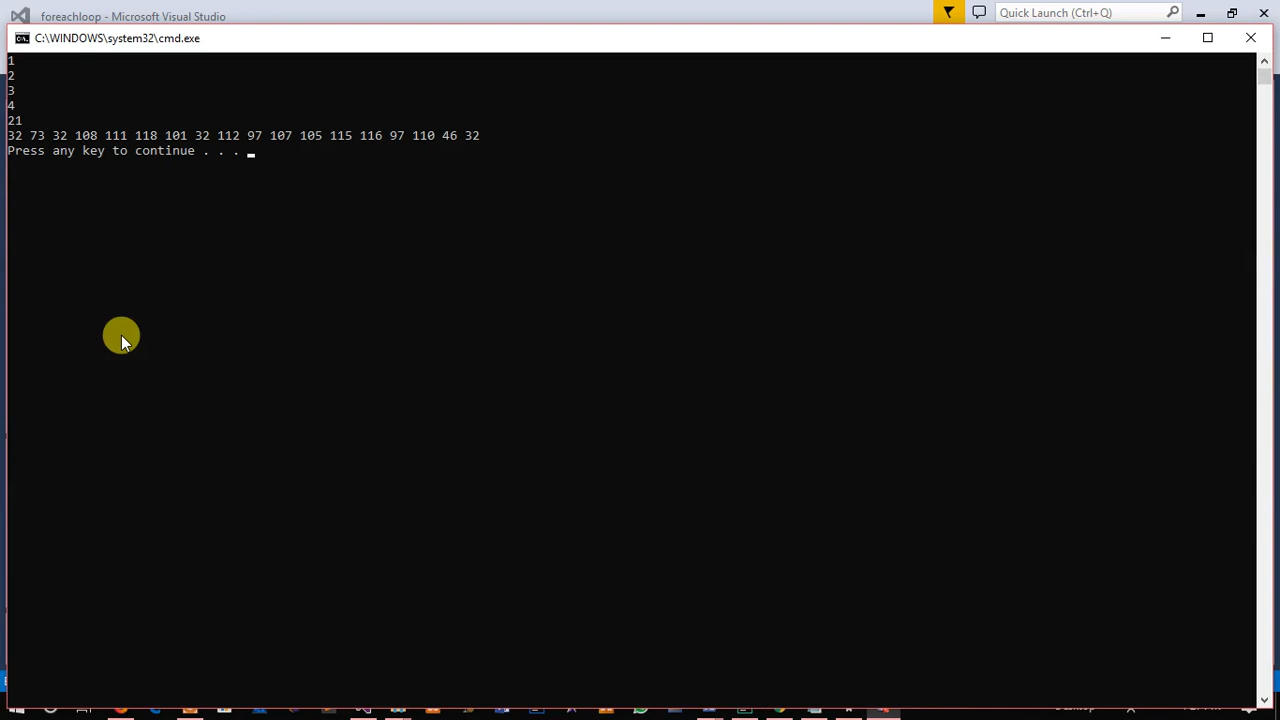 foreachloop - Microsoft Visual Studio
Quick Launch (Ctrl+Q)
C:\WINDOWS\system32\cmd.exe
1
2
3
4
21
32 73 32 108 111 118 101 32 112 97 107 105 115 116 97 110 46 32
Press any key to continue . . .